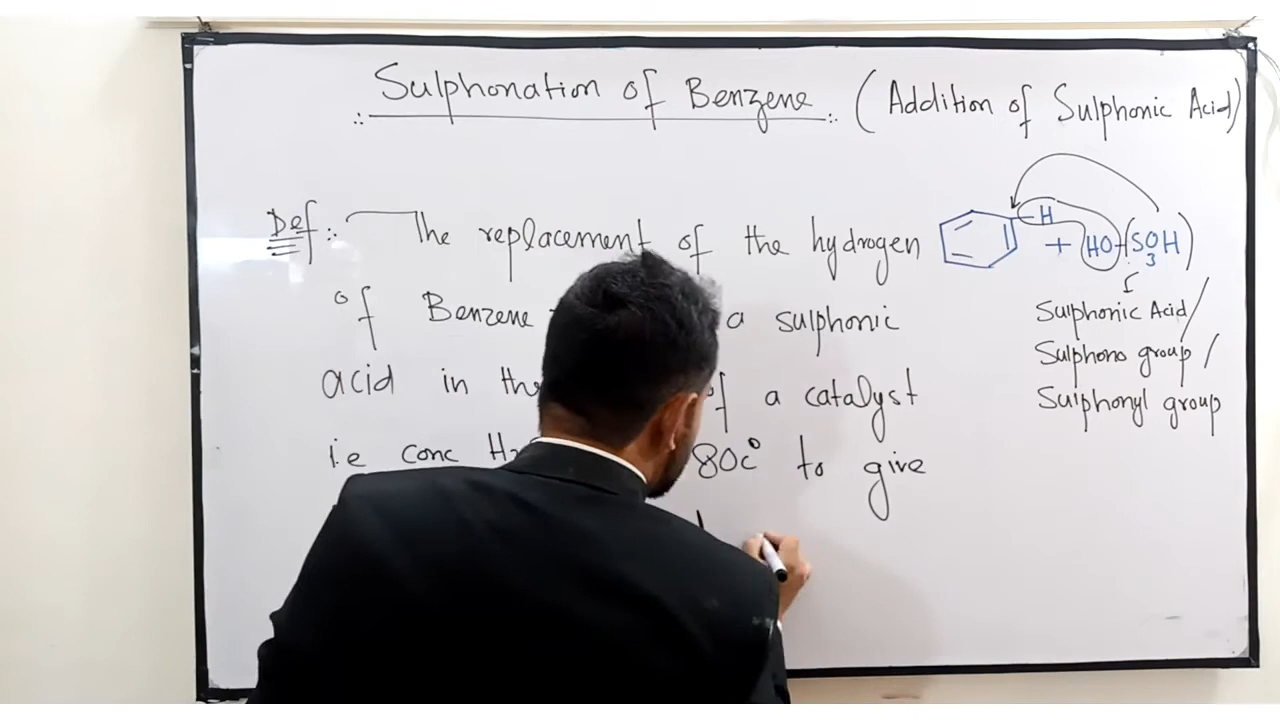 Sulphonation of Benzene (Addition of Sulphonic Acid)
Def:- The replacement of the hydrogen
of Benzene a sulphonic
acid in the of a catalyst
i.e conc 80c° to give
H
+ HO-(SO3H)
Sulphonic Acid/
Sulphono group/
Sulphonyl group